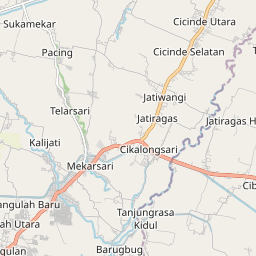 Cicinde Utara
Sukamekar
Cicinde Selatan
Pacing
Jatiwangi
Telarsari
Jatiragas
Jatiragas H
Kalijati
Cikalongsari
Mekarsari
Cib
angulah Baru
Tanjungrasa
Kidul
ah Utara
Barugbug
gulan